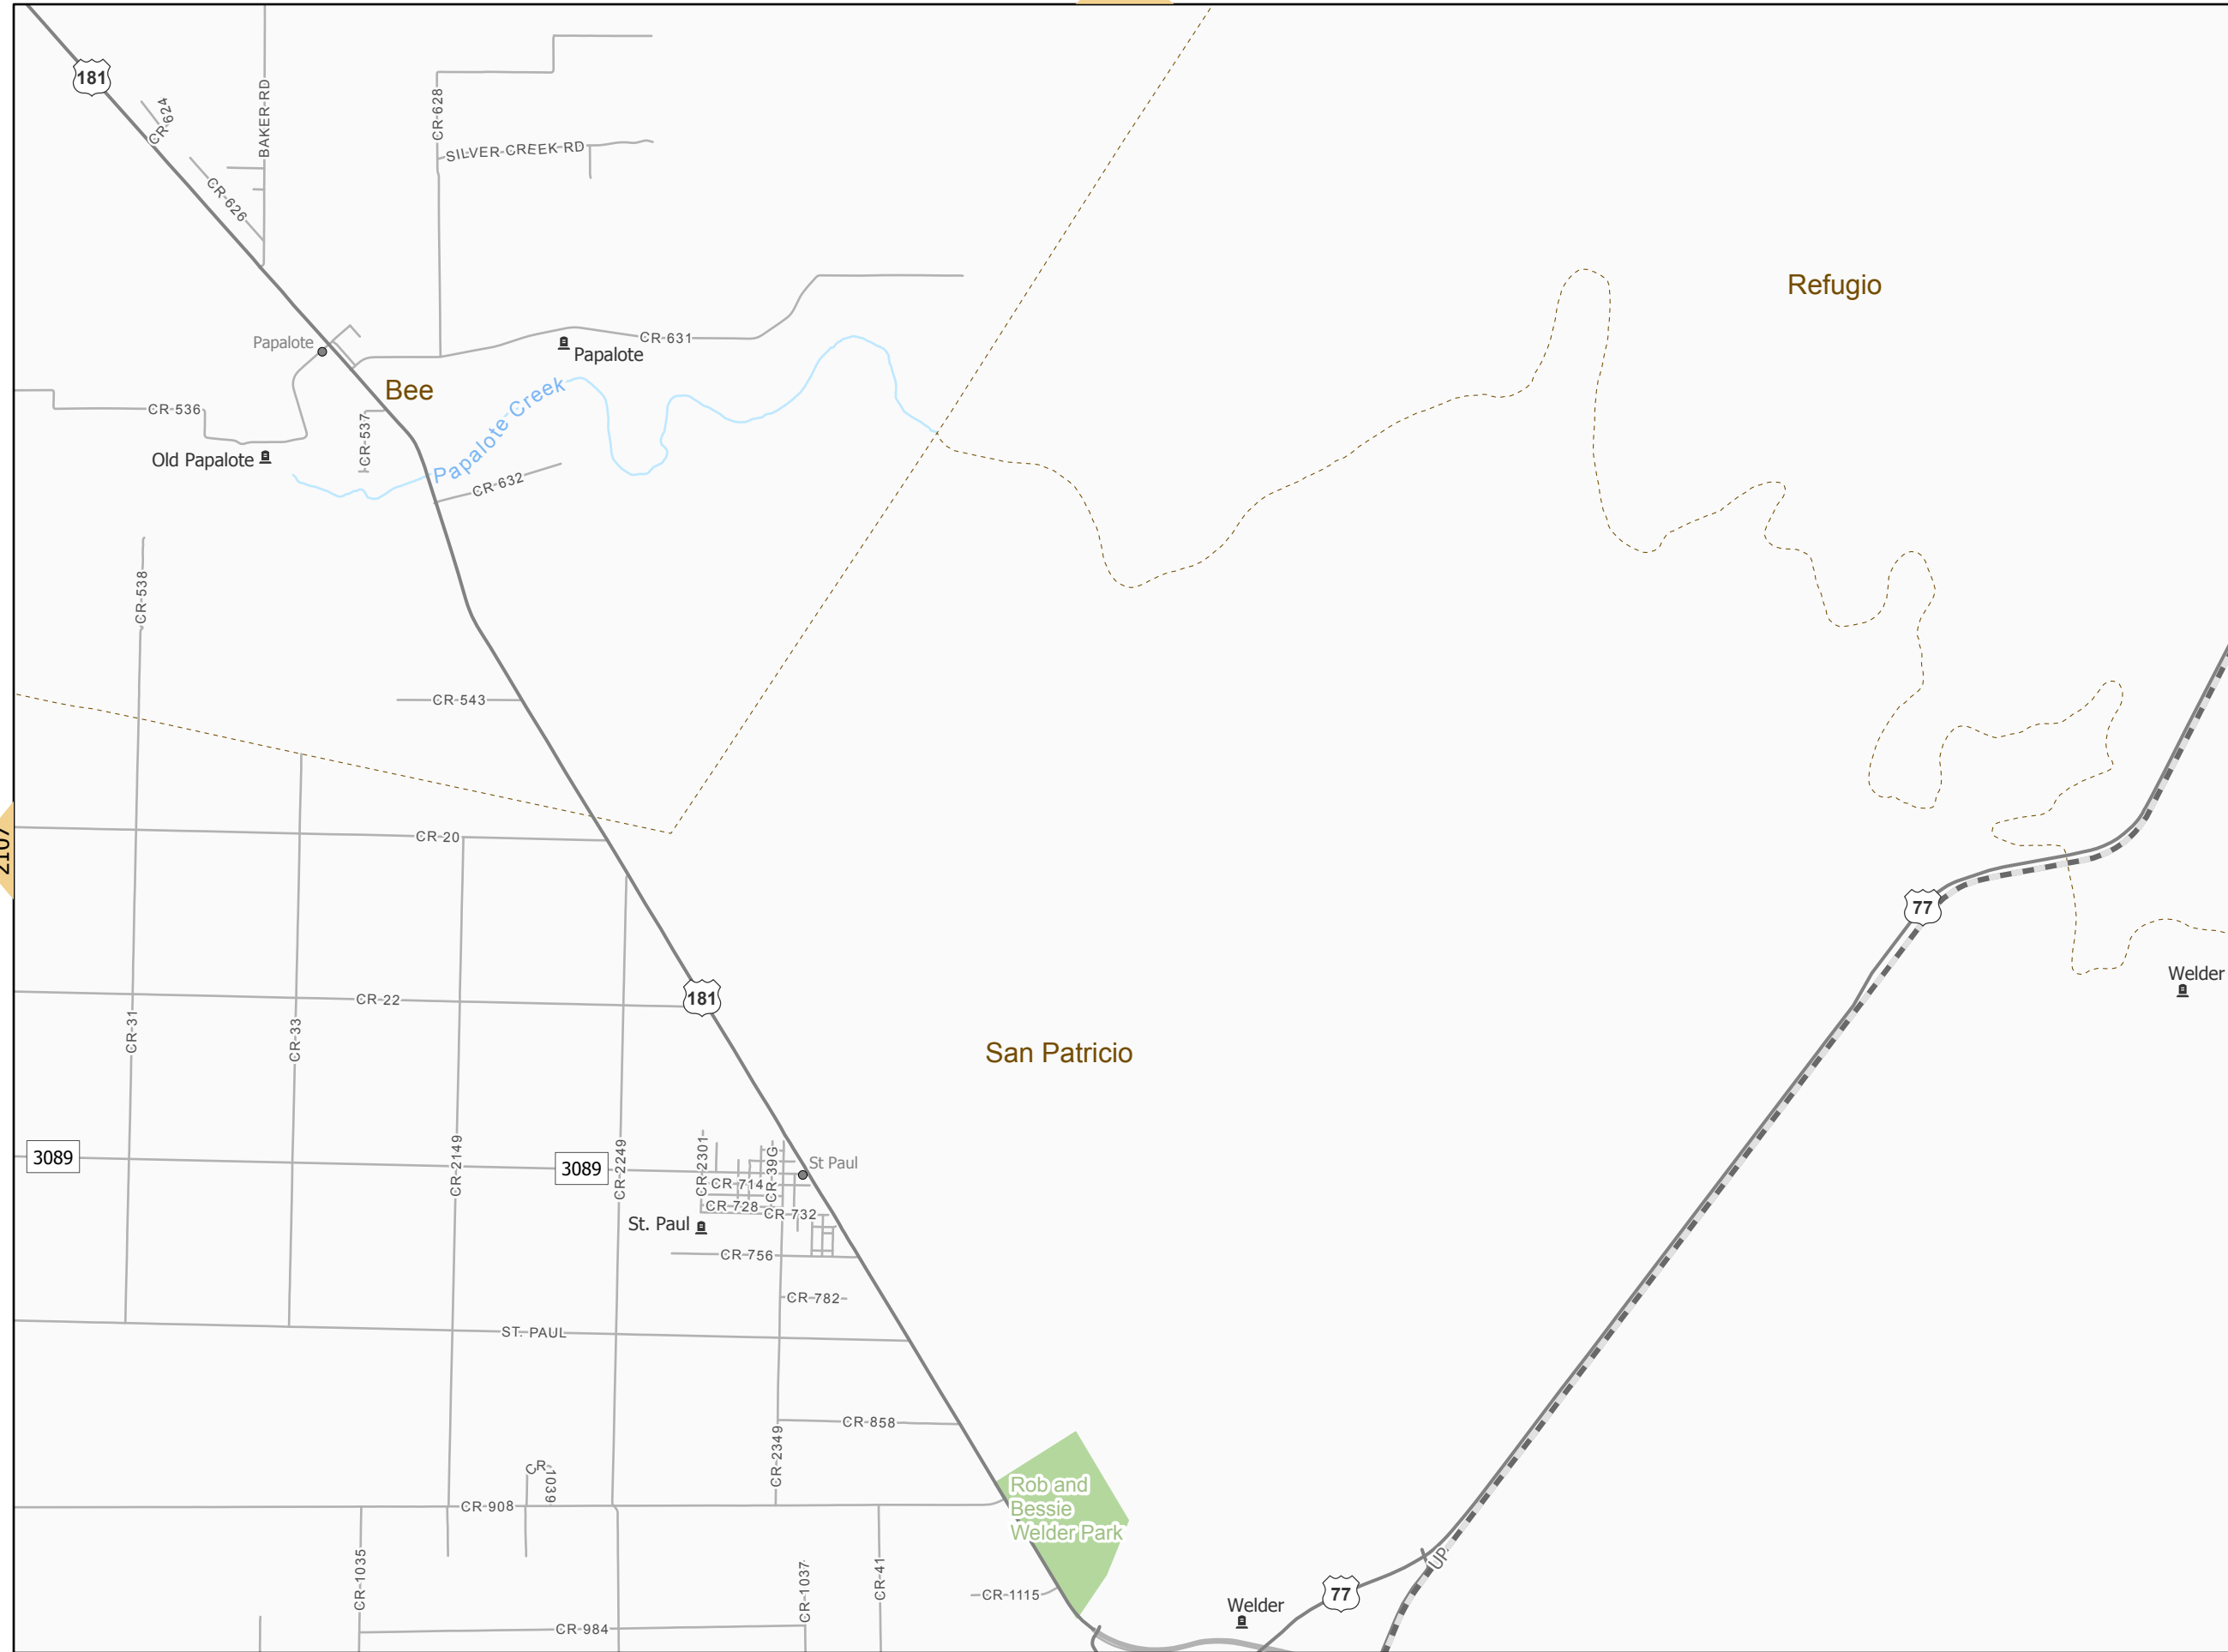 181
CR-624
BAKER RD
CR-628
SILVER CREEK RD
CR-626
Refugio
Papalote
CR-631
Papalote
Bee
Papalote Creek
CR-536
CR-537
Old Papalote
CR-632
CR-538
CR-543
CR-20
2107
77
Welder
CR-22
181
CR-31
CR-33
San Patricio
3089
3089
CR-2149
CR-2249
CR-2301
CR-39G
St Paul
CR 714
CR-728
CR-732
St. Paul
CR-756
CR-782
ST. PAUL
CR-858
CR-2349
CR-1039
Rob and
Bessie
Welder Park
CR-908
CR-1035
CR-1037
CR-41
CR-1115
UP
77
Welder
CR-984